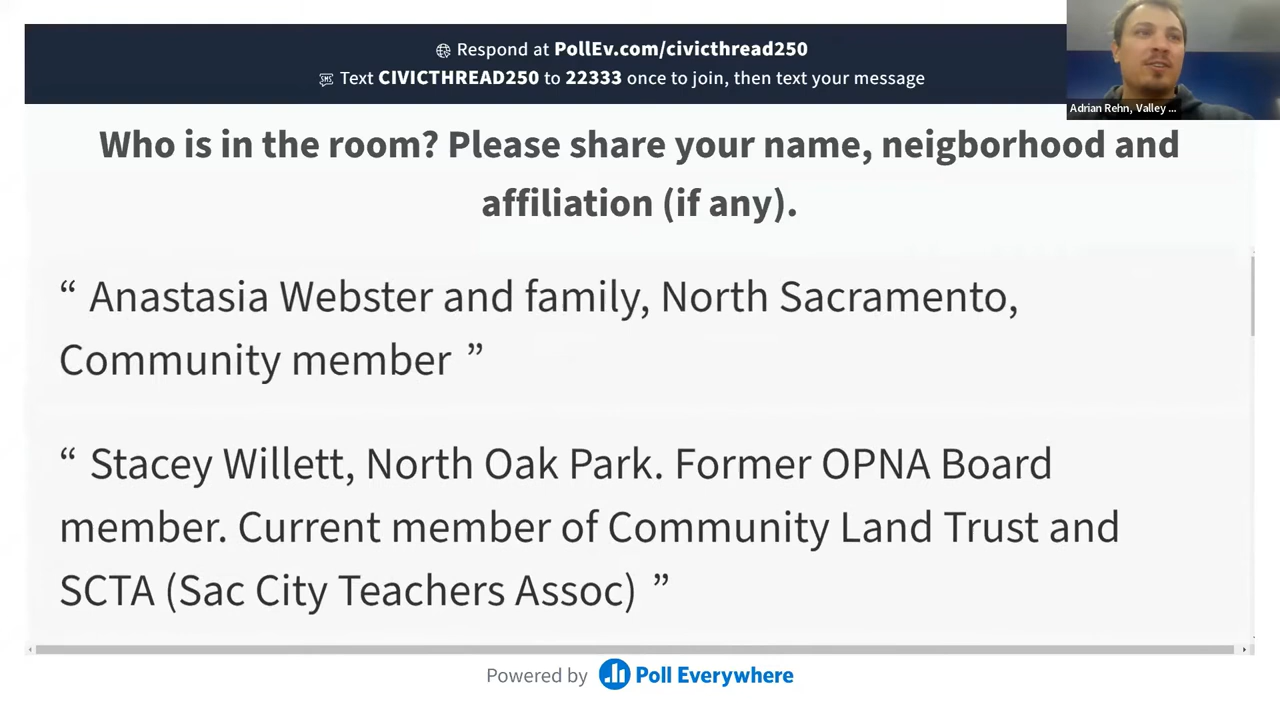 Respond at PollEv.com/civicthread250
Text CIVICTHREAD250 to 22333 once to join, then text your message
Adrian Rehn, Valley ...
Who is in the room? Please share your name, neigborhood and
affiliation (if any).
“ Anastasia Webster and family, North Sacramento,
Community member ”
“ Stacey Willett, North Oak Park. Former OPNA Board
member. Current member of Community Land Trust and
SCTA (Sac City Teachers Assoc) ”
Powered by Poll Everywhere